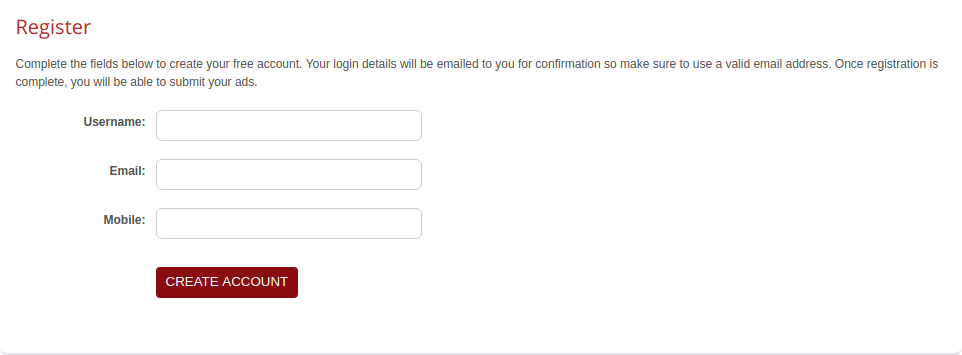 Register
Complete the fields below to create your free account. Your login details will be emailed to you for confirmation so make sure to use a valid email address. Once registration is
complete, you will be able to submit your ads.
Username:
Email:
Mobile:
CREATE ACCOUNT